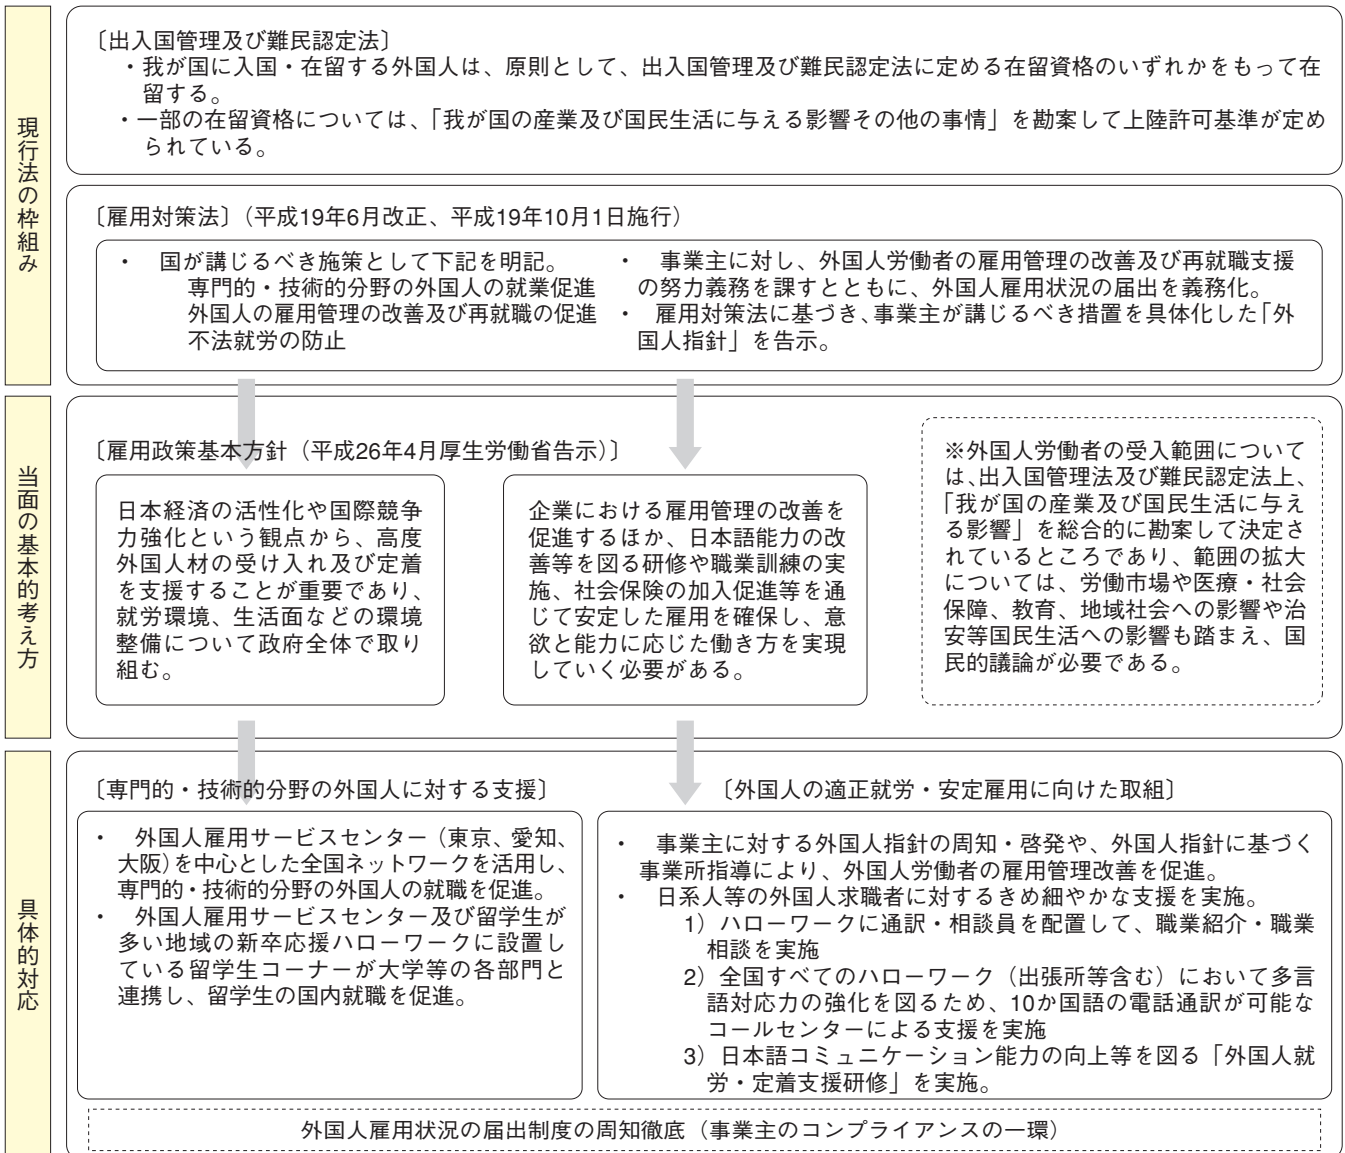 現行法の枠組み
〔出入国管理及び難民認定法〕
・我が国に入国・在留する外国人は、原則として、出入国管理及び難民認定法に定める在留資格のいずれかをもって在
留する。
・一部の在留資格については、「我が国の産業及び国民生活に与える影響その他の事情」を勘案して上陸許可基準が定め
られている。
〔雇用対策法〕（平成19年6月改正、平成19年10月1日施行）
・　国が講じるべき施策として下記を明記。
専門的・技術的分野の外国人の就業促進
外国人の雇用管理の改善及び再就職の促進
不法就労の防止
・　事業主に対し、外国人労働者の雇用管理の改善及び再就職支援
の努力義務を課すとともに、外国人雇用状況の届出を義務化。
・　雇用対策法に基づき、事業主が講じるべき措置を具体化した「外
国人指針」を告示。
当面の基本的考え方
〔雇用政策基本方針（平成26年4月厚生労働省告示）〕
日本経済の活性化や国際競争
力強化という観点から、高度
外国人材の受け入れ及び定着
を支援することが重要であり、
就労環境、生活面などの環境
整備について政府全体で取り
組む。
企業における雇用管理の改善を
促進するほか、日本語能力の改
善等を図る研修や職業訓練の実
施、社会保険の加入促進等を通
じて安定した雇用を確保し、意
欲と能力に応じた働き方を実現
していく必要がある。
※外国人労働者の受入範囲について
は、出入国管理法及び難民認定法上、
「我が国の産業及び国民生活に与え
る影響」を総合的に勘案して決定さ
れているところであり、範囲の拡大
については、労働市場や医療・社会
保障、教育、地域社会への影響や治
安等国民生活への影響も踏まえ、国
民的議論が必要である。
具体的対応
〔専門的・技術的分野の外国人に対する支援〕
・　外国人雇用サービスセンター（東京、愛知、
大阪）を中心とした全国ネットワークを活用し、
専門的・技術的分野の外国人の就職を促進。
・　外国人雇用サービスセンター及び留学生が
多い地域の新卒応援ハローワークに設置し
ている留学生コーナーが大学等の各部門と
連携し、留学生の国内就職を促進。
〔外国人の適正就労・安定雇用に向けた取組〕
・　事業主に対する外国人指針の周知・啓発や、外国人指針に基づく
事業所指導により、外国人労働者の雇用管理改善を促進。
・　日系人等の外国人求職者に対するきめ細やかな支援を実施。
1）ハローワークに通訳・相談員を配置して、職業紹介・職業
相談を実施
2）全国すべてのハローワーク（出張所等含む）において多言
語対応力の強化を図るため、10か国語の電話通訳が可能な
コールセンターによる支援を実施
3）日本語コミュニケーション能力の向上等を図る「外国人就
労・定着支援研修」を実施。
外国人雇用状況の届出制度の周知徹底（事業主のコンプライアンスの一環）